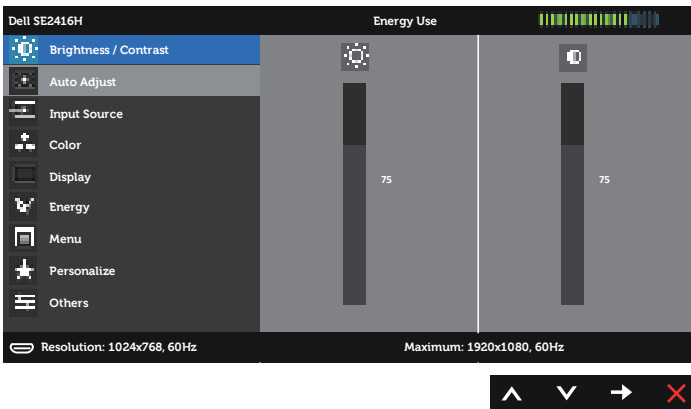 Dell SE2416H
Energy Use
Brightness / Contrast
Auto Adjust
Input Source
Color
Display
Energy
Menu
Personalize
Others
75
75
Resolution: 1024x768, 60Hz
Maximum: 1920x1080, 60Hz